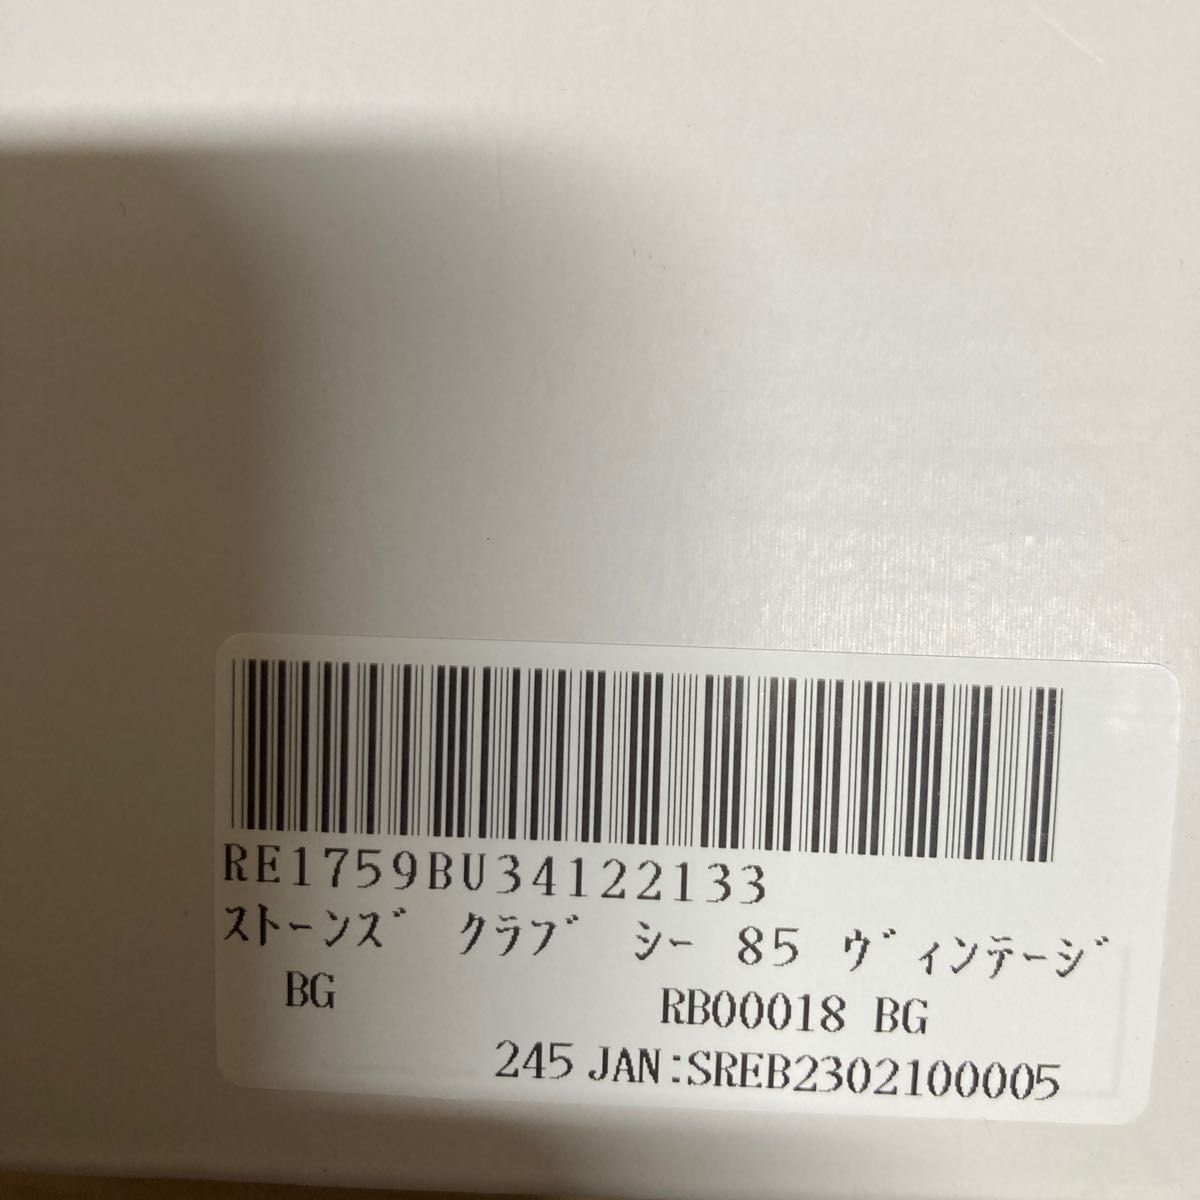 RE1759BU34122133
ｽﾄｰﾝｽﾞ ｸﾗﾌﾞ ｼｰ 85 ｳﾞｨﾝﾃｰｼﾞ
BG RB00018 BG
245 JAN:SREB2302100005